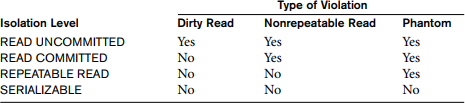 Type of Violation
Isolation Level Dirty Read Nonrepeatable Read Phantom
READ UNCOMMITTED Yes Yes Yes
READ COMMITTED No Yes Yes
REPEATABLE READ No No Yes
SERIALIZABLE No No No